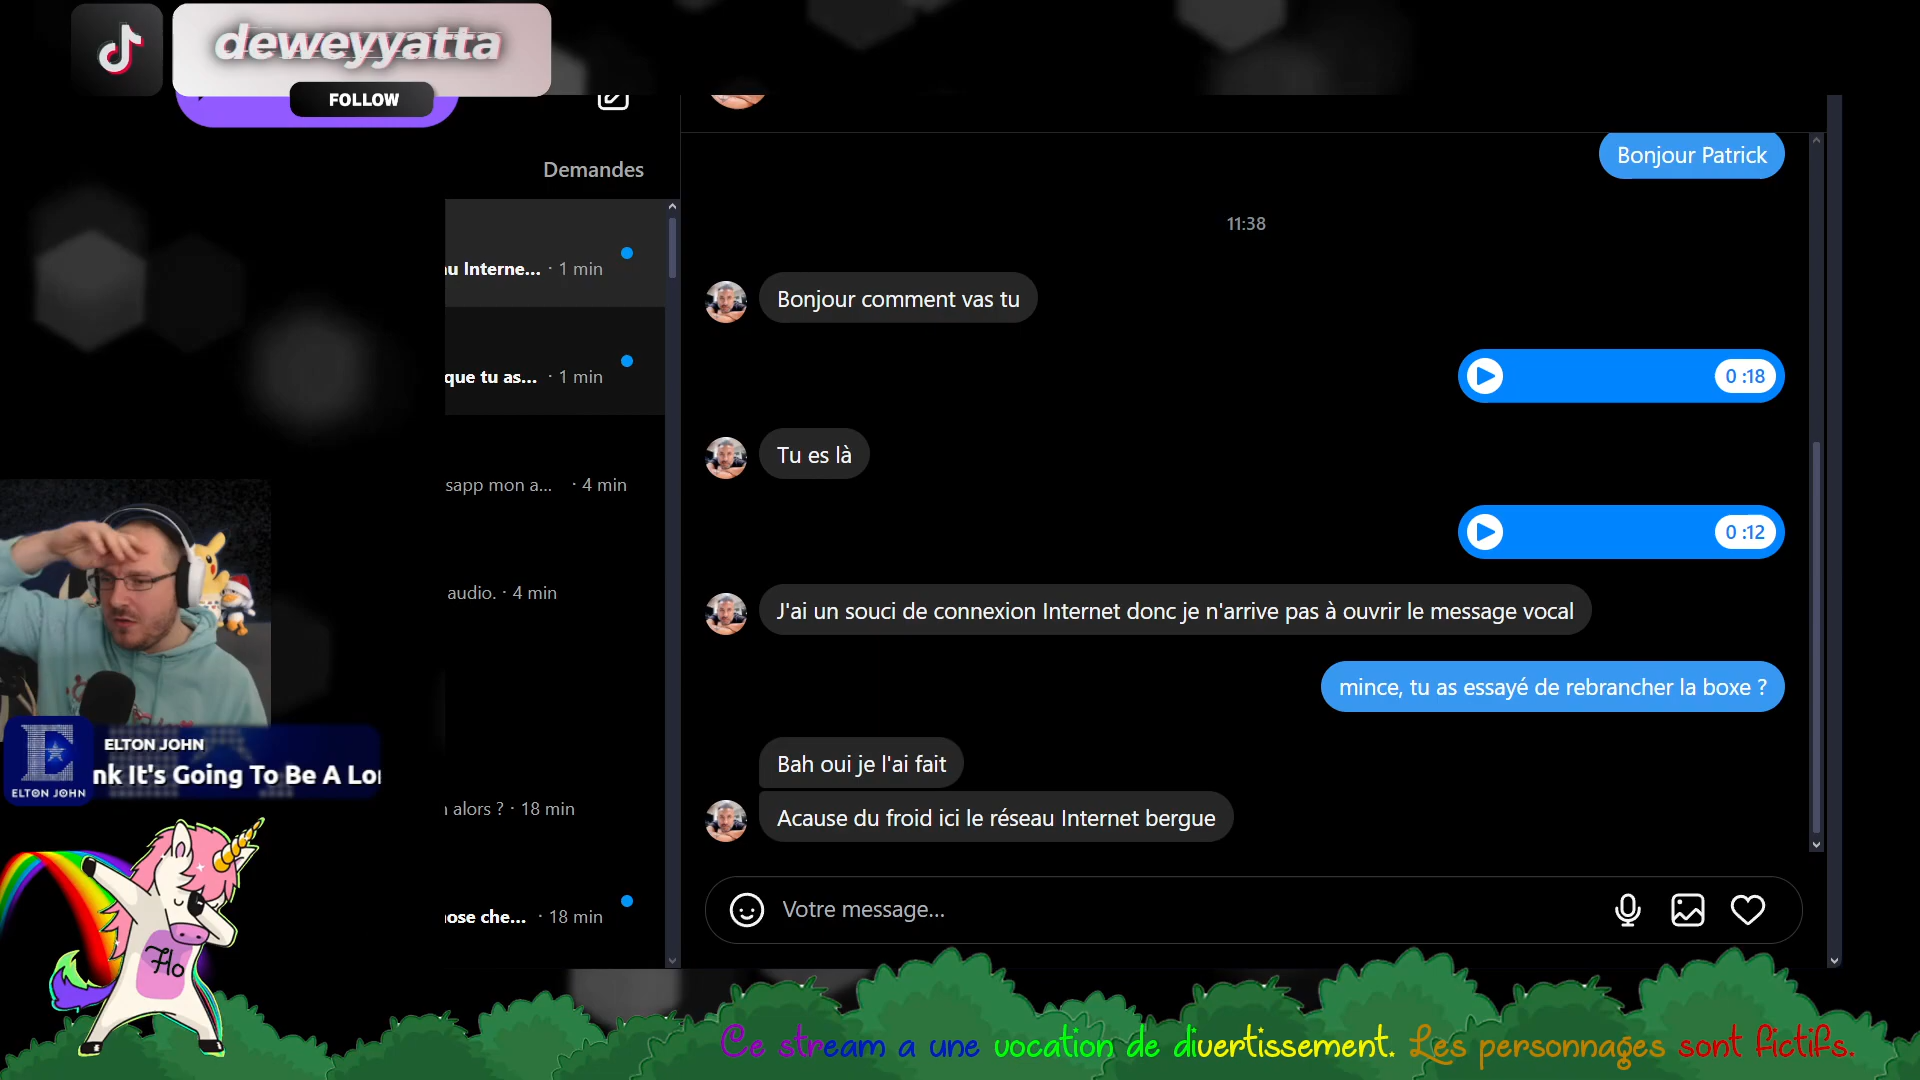 deweyyatta
FOLLOW
Demandes
Bonjour Patrick
11:38
u Interne... · 1 min
Bonjour comment vas tu
que tu as... · 1 min
0 :18
Tu es là
sapp mon a... · 4 min
0 :12
audio. · 4 min
J'ai un souci de connexion Internet donc je n'arrive pas à ouvrir le message vocal
mince, tu as essayé de rebrancher la boxe ?
ELTON JOHN
nk It's Going To Be A Lo
ELTON JOHN
Bah oui je l'ai fait
alors ? · 18 min
Acause du froid ici le réseau Internet bergue
ose che... · 18 min
Votre message...
Flo
Ce stream a une vocation de divertissement. Les personnages sont fictifs.